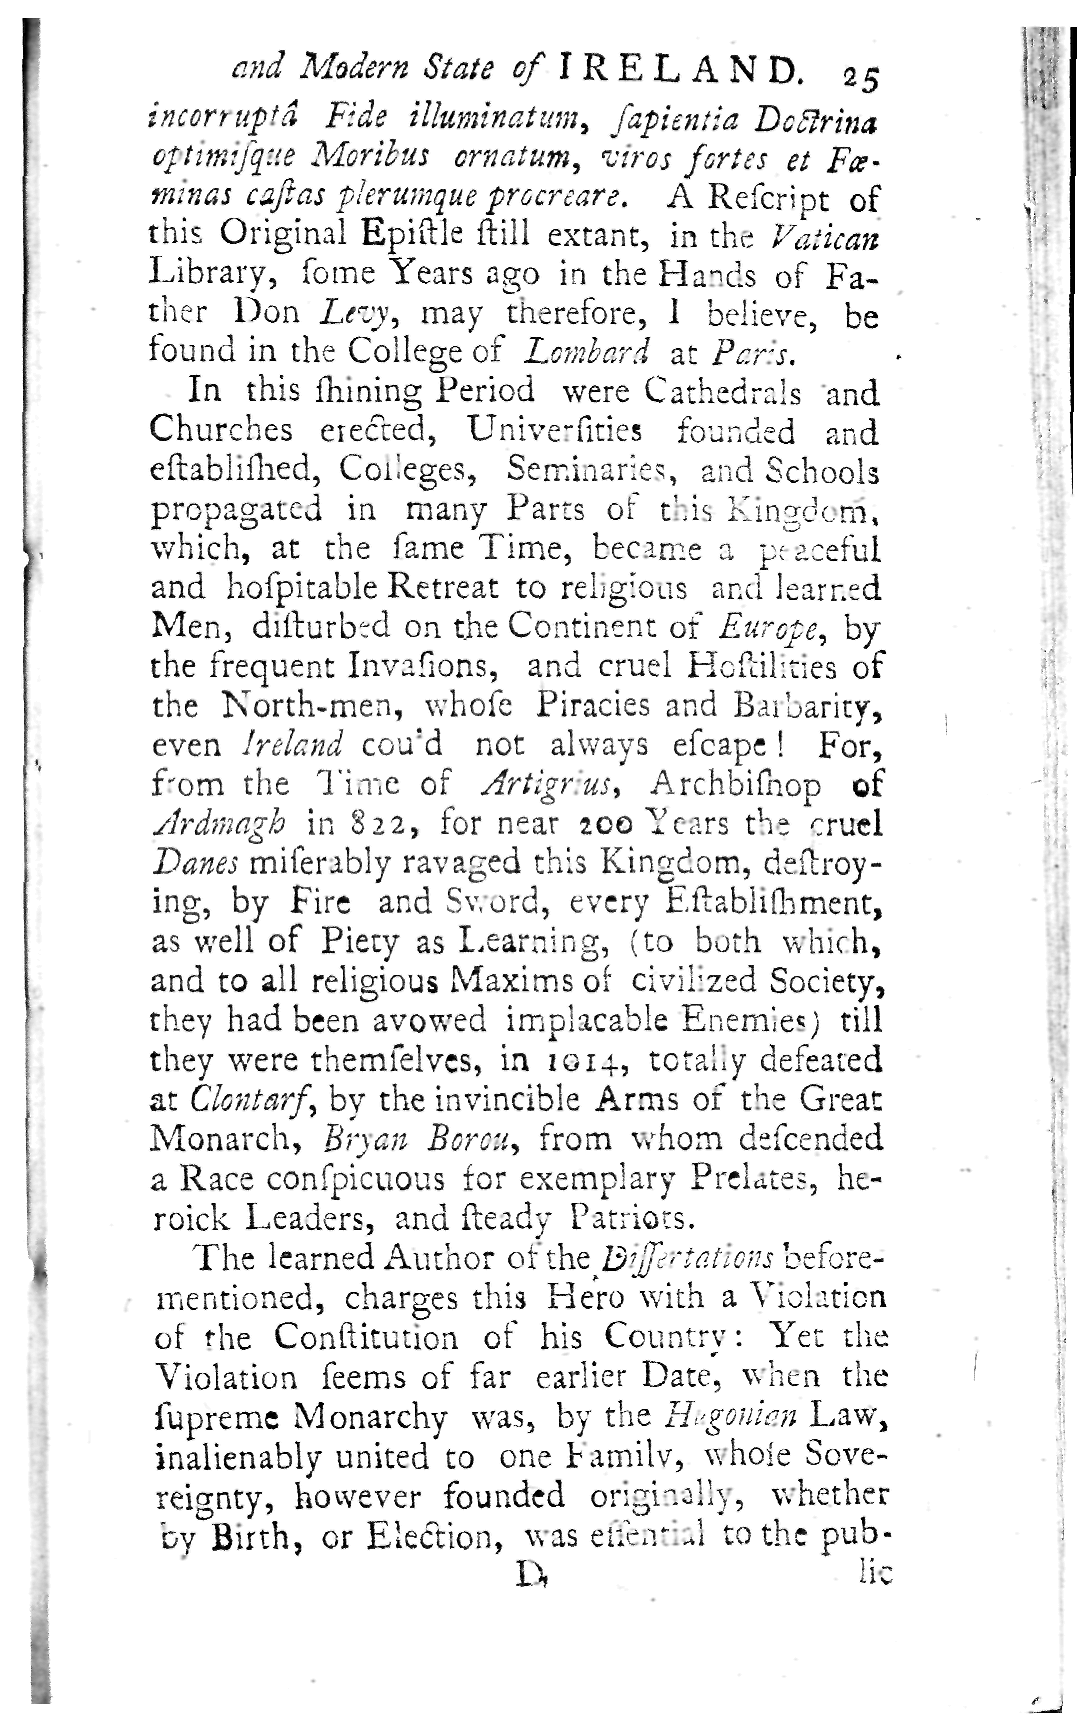 and Modern State of IRELAND. 25
incorruptâ Fide illuminatum, ſapientia Doctrina
optimiſque Moribus ornatum, viros fortes et Fœ-
minas caſtas plerumque procreare. A Reſcript of
this Original Epiſtle ſtill extant, in the Vatican
Library, ſome Years ago in the Hands of Fa-
ther Don Levy, may therefore, I believe, be
found in the College of Lombard at Paris.
In this ſhining Period were Cathedrals and
Churches erected, Univerſities founded and
eſtabliſhed, Colleges, Seminaries, and Schools
propagated in many Parts of this Kingdom,
which, at the ſame Time, became a peaceful
and hoſpitable Retreat to religious and learned
Men, diſturbed on the Continent of Europe, by
the frequent Invaſions, and cruel Hoſtilities of
the North-men, whoſe Piracies and Barbarity,
even Ireland cou'd not always eſcape! For,
from the Time of Artigrius, Archbiſhop of
Ardmagh in 822, for near 200 Years the cruel
Danes miſerably ravaged this Kingdom, deſtroy-
ing, by Fire and Sword, every Eſtabliſhment,
as well of Piety as Learning, (to both which,
and to all religious Maxims of civilized Society,
they had been avowed implacable Enemies) till
they were themſelves, in 1014, totally defeated
at Clontarf, by the invincible Arms of the Great
Monarch, Bryan Borou, from whom deſcended
a Race conſpicuous for exemplary Prelates, he-
roick Leaders, and ſteady Patriots.
The learned Author of the Diſſertations before-
mentioned, charges this Hero with a Violation
of the Conſtitution of his Country: Yet the
Violation ſeems of far earlier Date, when the
ſupreme Monarchy was, by the Hugonian Law,
inalienably united to one Family, whoſe Sove-
reignty, however founded originally, whether
by Birth, or Election, was eſſential to the pub-
D lic